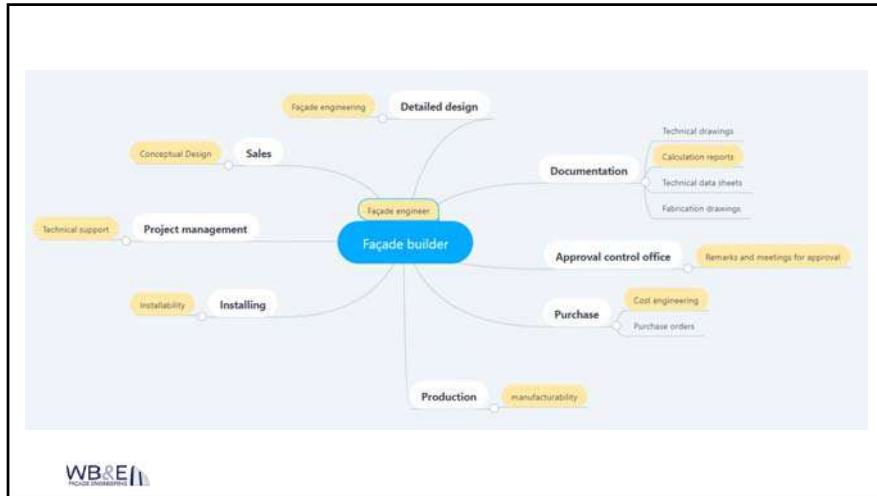 Façade engineering
Detailed design
Conceptual Design
Sales
Technical support
Project management
Installability
Installing
Façade engineer
Façade builder
Documentation
Technical drawings
Calculation reports
Technical data sheets
Fabrication drawings
Approval control office
Remarks and meetings for approval
Purchase
Cost engineering
Purchase orders
Production
manufacturability
WB&E
FAÇADE ENGINEERING